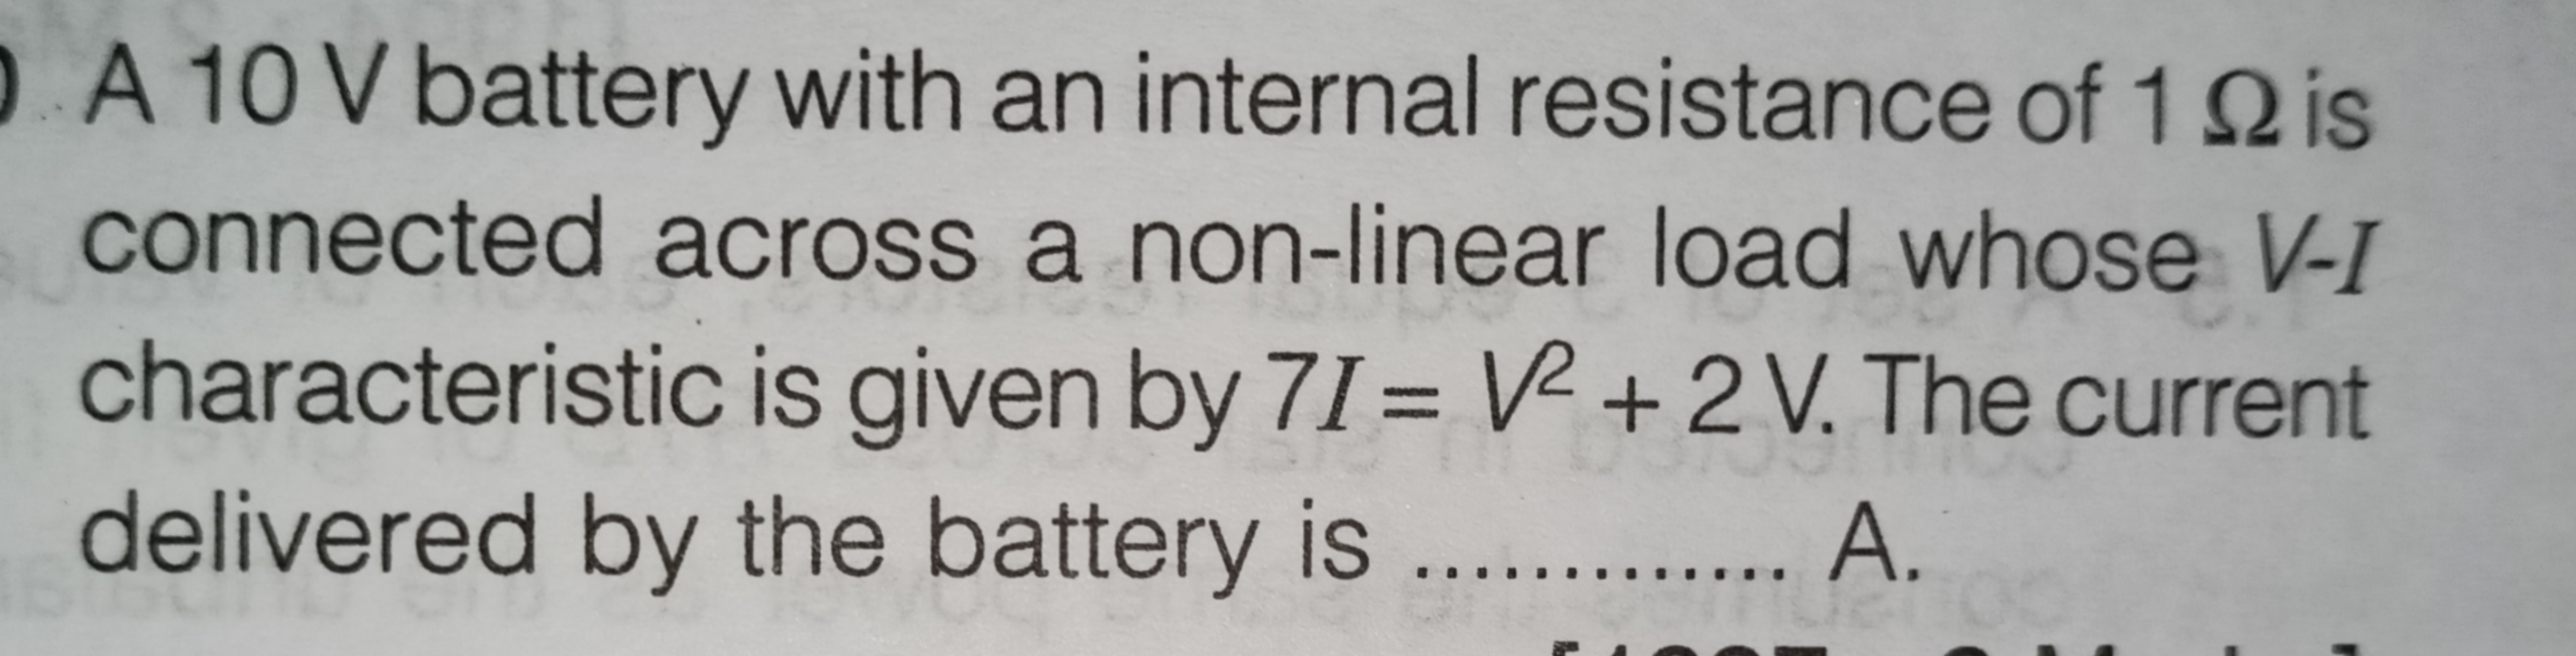 A 10 V battery with an internal resistance of 1 Ω is
connected across a non-linear load whose V-I
characteristic is given by 7I = V² + 2 V. The current
delivered by the battery is .............. A.